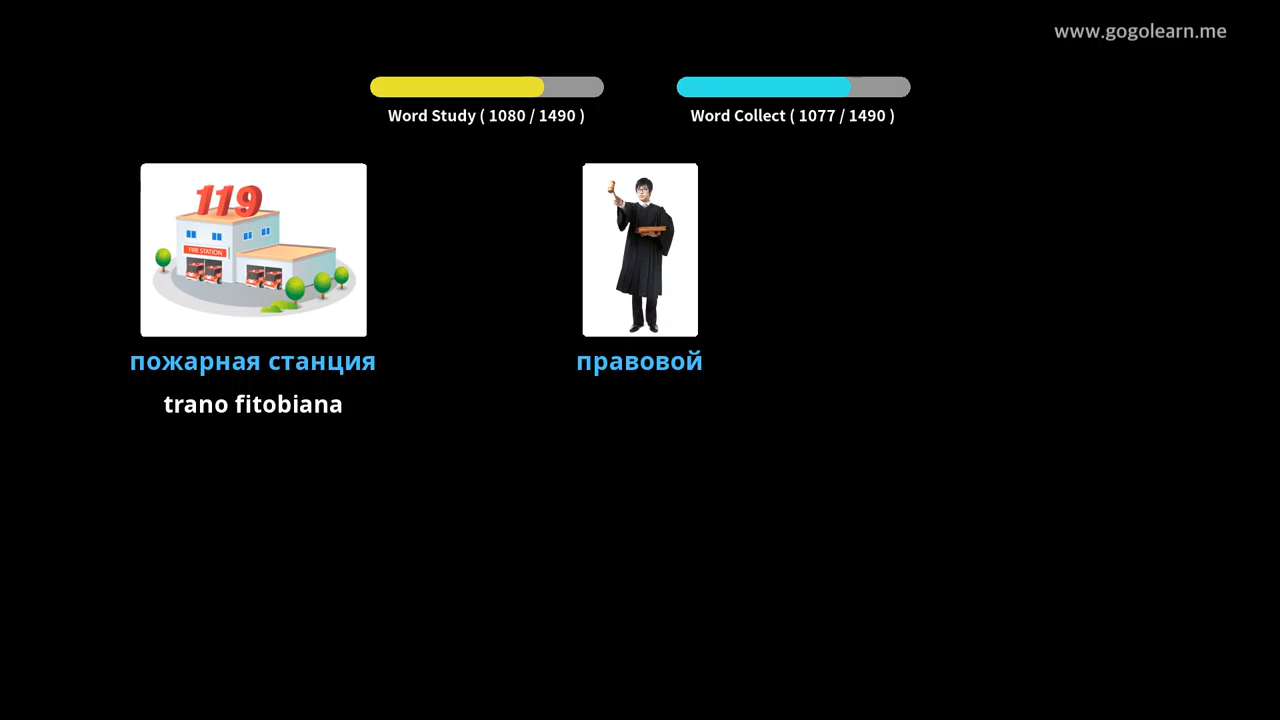 www.gogolearn.me
Word Study ( 1080 / 1490 )
Word Collect ( 1077 / 1490 )
119
FIRE STATION
пожарная станция
правовой
trano fitobiana